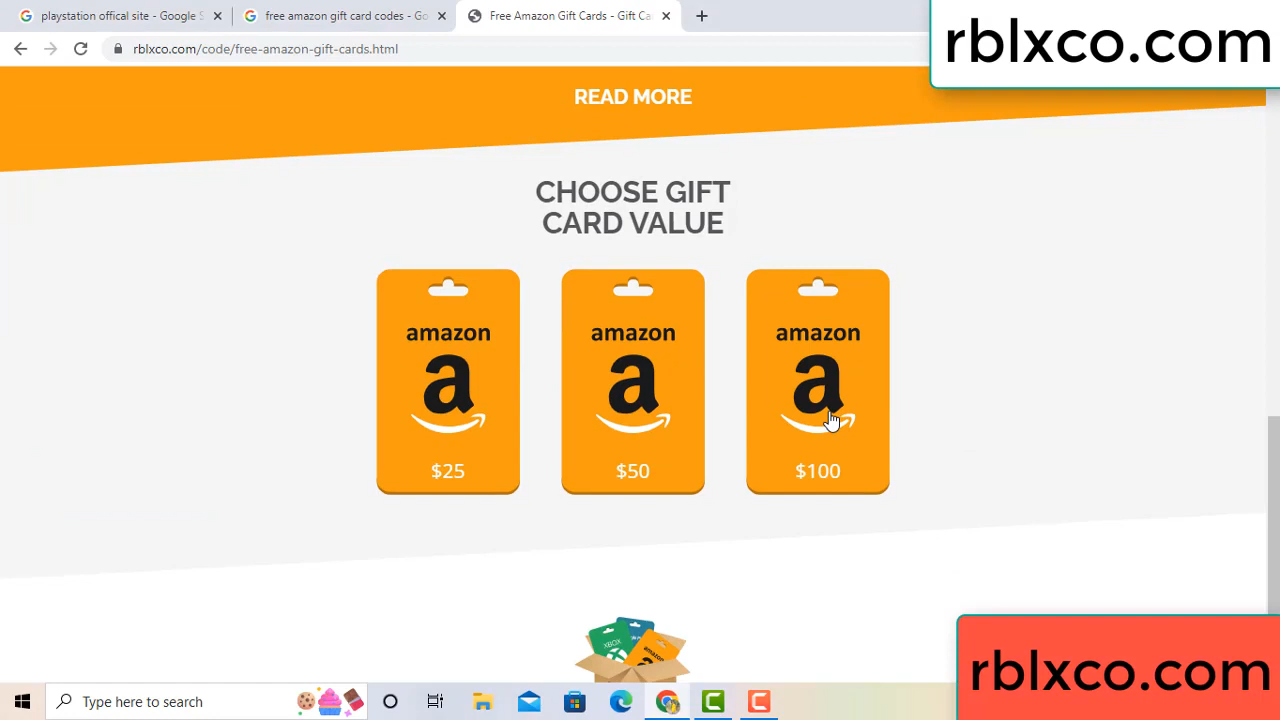 playstation offical site - Google S
free amazon gift card codes - Go
Free Amazon Gift Cards - Gift Ca
rblxco.com/code/free-amazon-gift-cards.html
rblxco.com
READ MORE
CHOOSE GIFT
CARD VALUE
amazon
a
$25
amazon
a
$50
amazon
a
$100
XBOX
amazon
rblxco.com
Type here to search